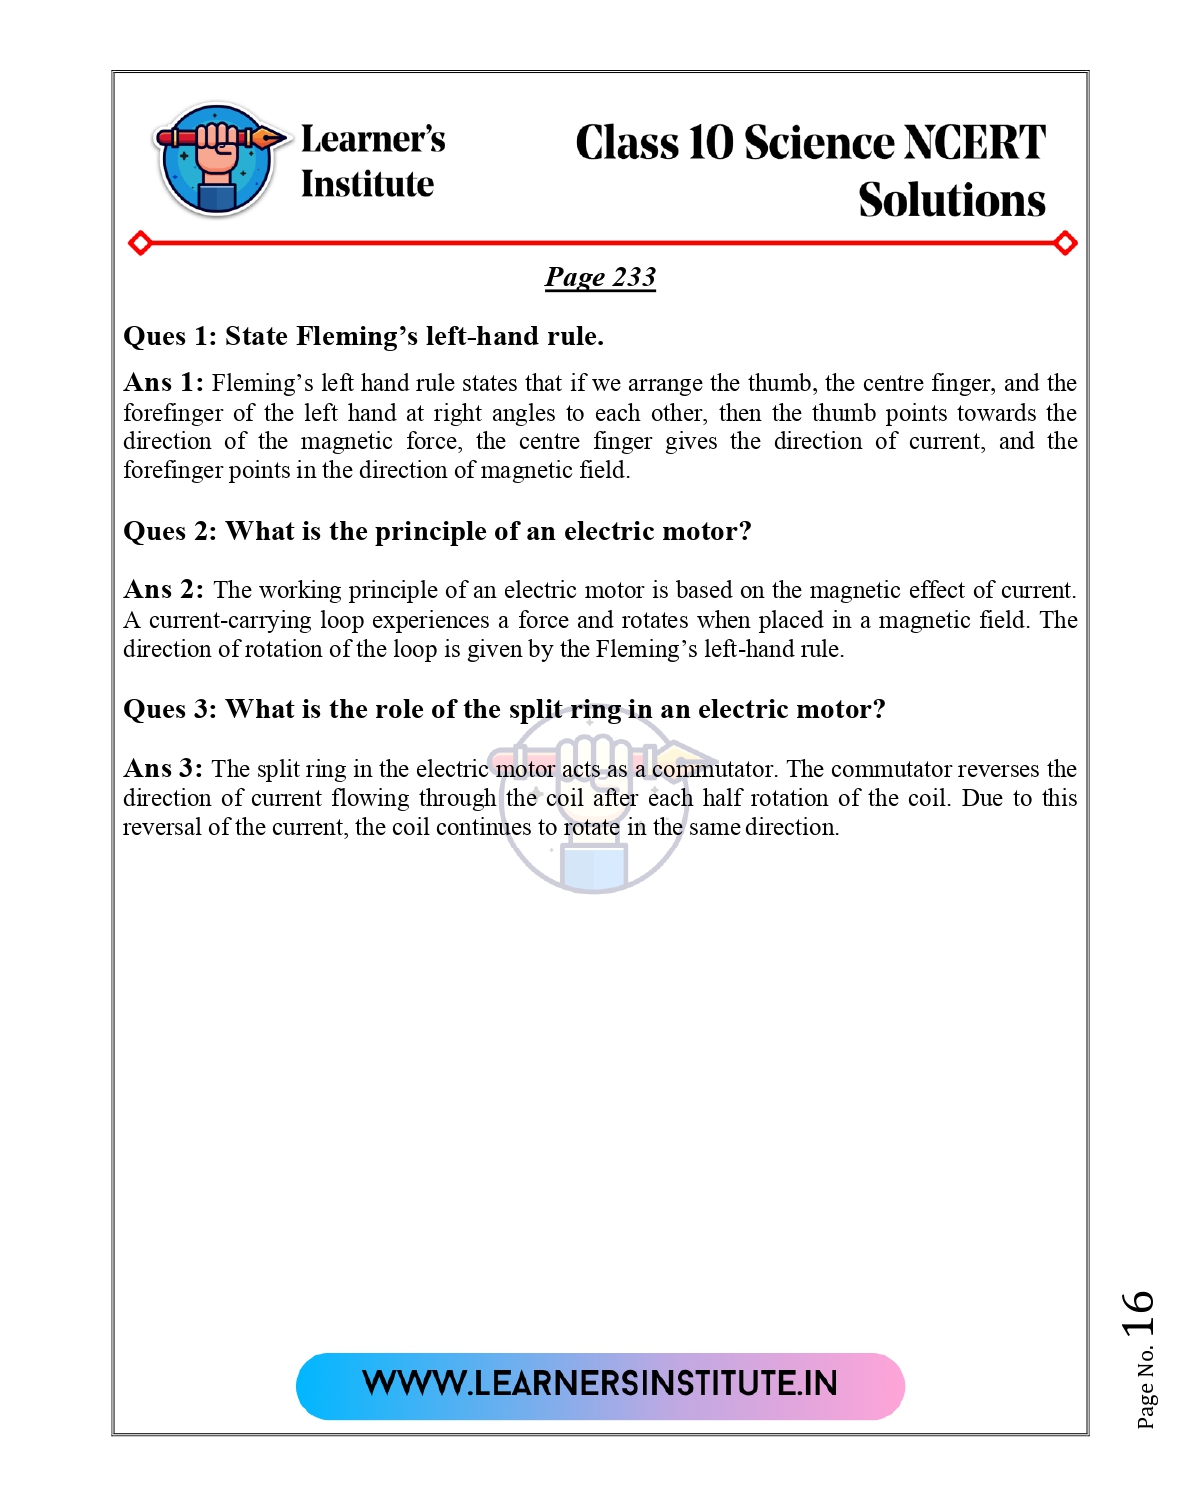 Learner's
Institute
Class 10 Science NCERT
Solutions
Page 233
Ques 1: State Fleming's left-hand rule.
Ans 1: Fleming's left hand rule states that if we arrange the thumb, the centre finger, and the
forefinger of the left hand at right angles to each other, then the thumb points towards the
direction of the magnetic force, the centre finger gives the direction of current, and the
forefinger points in the direction of magnetic field.
Ques 2: What is the principle of an electric motor?
Ans 2: The working principle of an electric motor is based on the magnetic effect of current.
A current-carrying loop experiences a force and rotates when placed in a magnetic field. The
direction of rotation of the loop is given by the Fleming's left-hand rule.
Ques 3: What is the role of the split ring in an electric motor?
Ans 3: The split ring in the electric motor acts as a commutator. The commutator reverses the
direction of current flowing through the coil after each half rotation of the coil. Due to this
reversal of the current, the coil continues to rotate in the same direction.
WWW.LEARNERSINSTITUTE.IN
Page No. 16